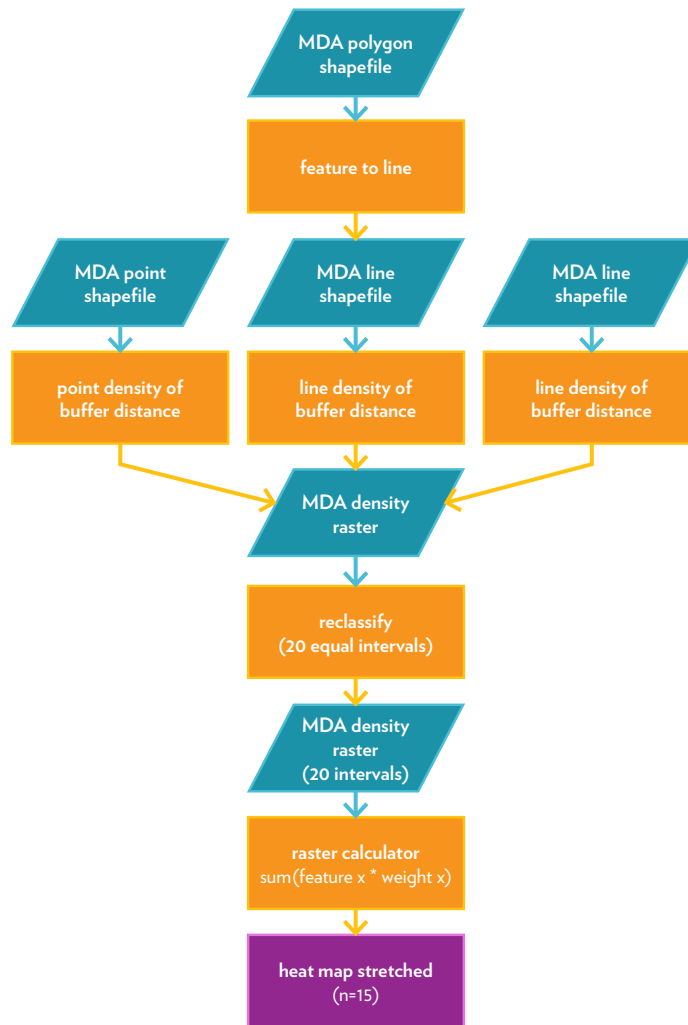 MDA polygon
shapefile
feature to line
MDA point
shapefile
MDA line
shapefile
MDA line
shapefile
point density of
buffer distance
line density of
buffer distance
line density of
buffer distance
MDA density
raster
reclassify
(20 equal intervals)
MDA density
raster
(20 intervals)
raster calculator
sum(feature x * weight x)
heat map stretched
(n=15)